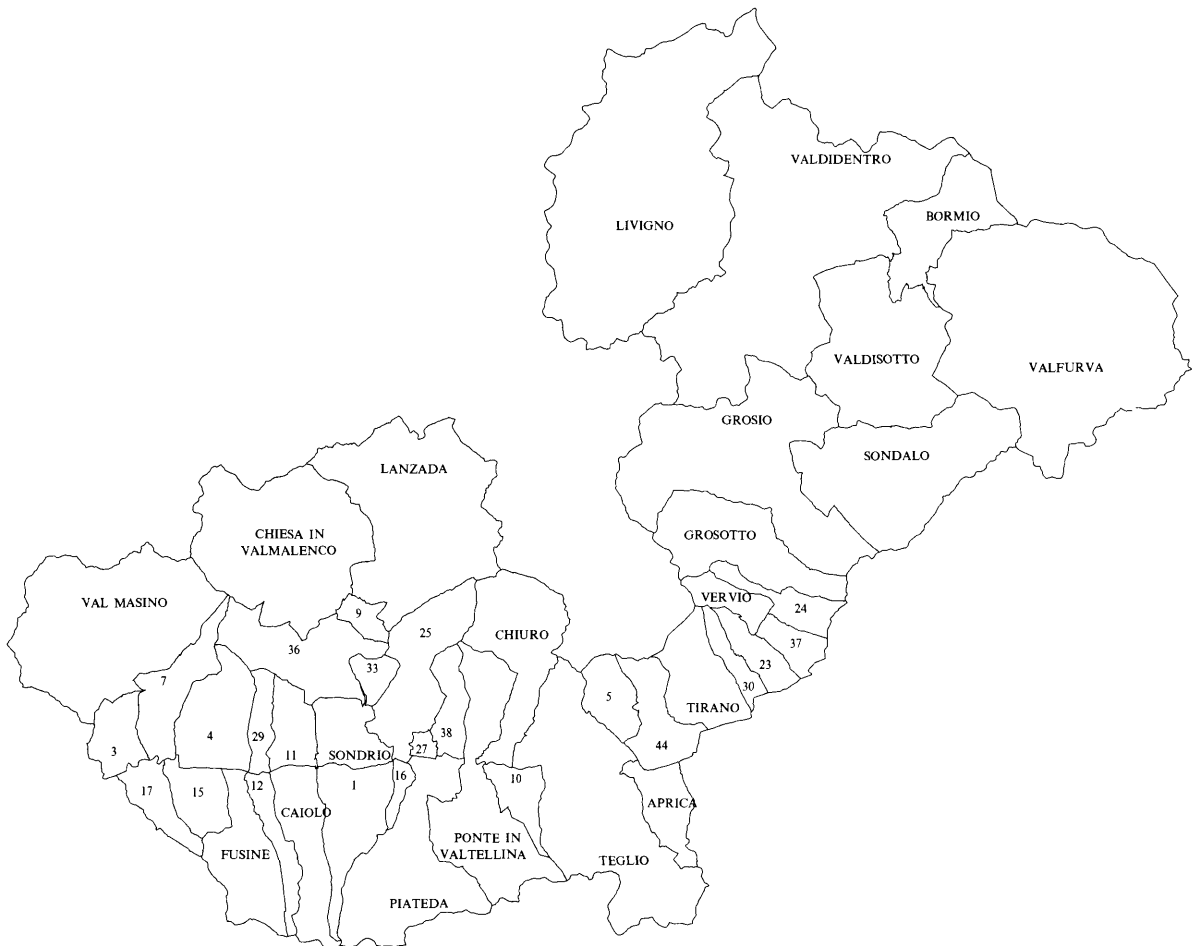 VALDIDENTRO
LIVIGNO
BORMIO
VALDISOTTO
VALFURVA
GROSIO
SONDALO
LANZADA
GROSOTTO
CHIESA IN
VALMALENCO
VAL MASINO
VERVIO
24
9
25
CHIURO
37
36
33
23
7
5
30
TIRANO
3
4
29
11
SONDRIO
27
38
44
17
15
12
CAIOLO
1
16
10
APRICA
FUSINE
PONTE IN
VALTELLINA
TEGLIO
PIATEDA